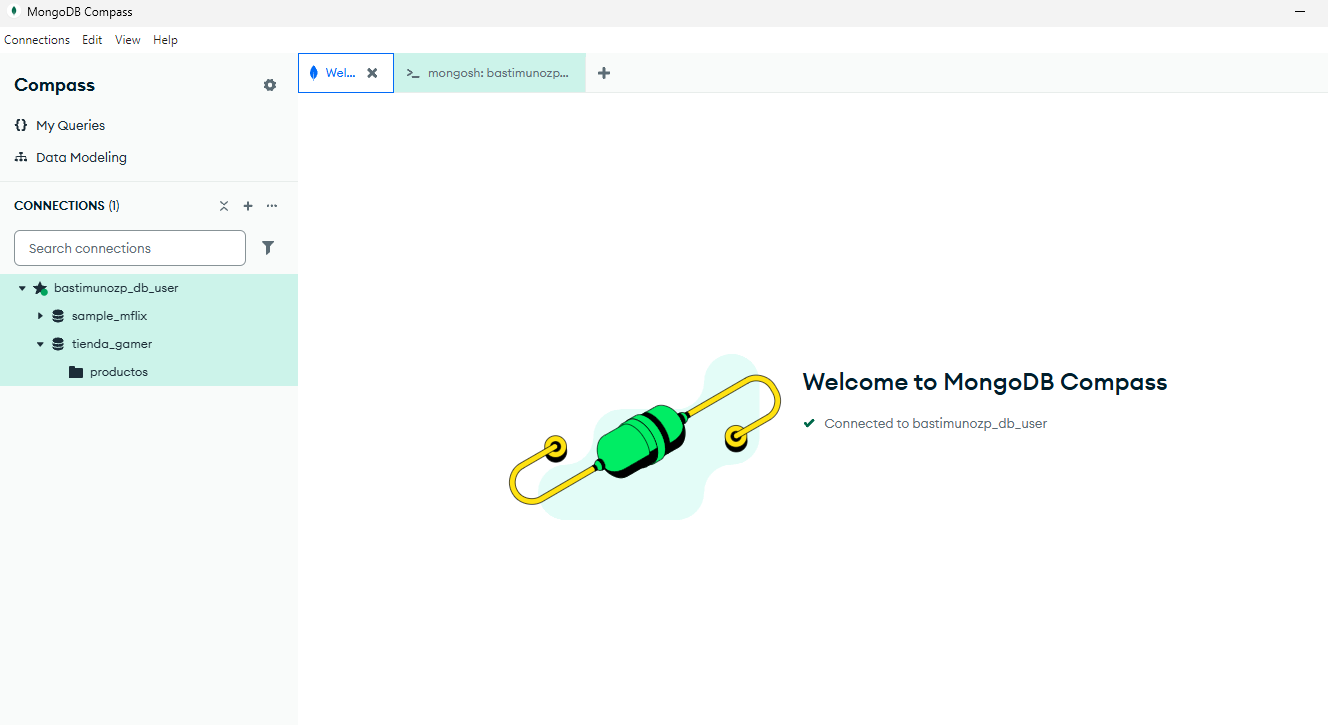 MongoDB Compass
Connections Edit View Help
Wel...
mongosh: bastimunozp...
Compass
My Queries
Data Modeling
CONNECTIONS (1)
Search connections
bastimunozp_db_user
sample_mflix
tienda_gamer
productos
Welcome to MongoDB Compass
Connected to bastimunozp_db_user